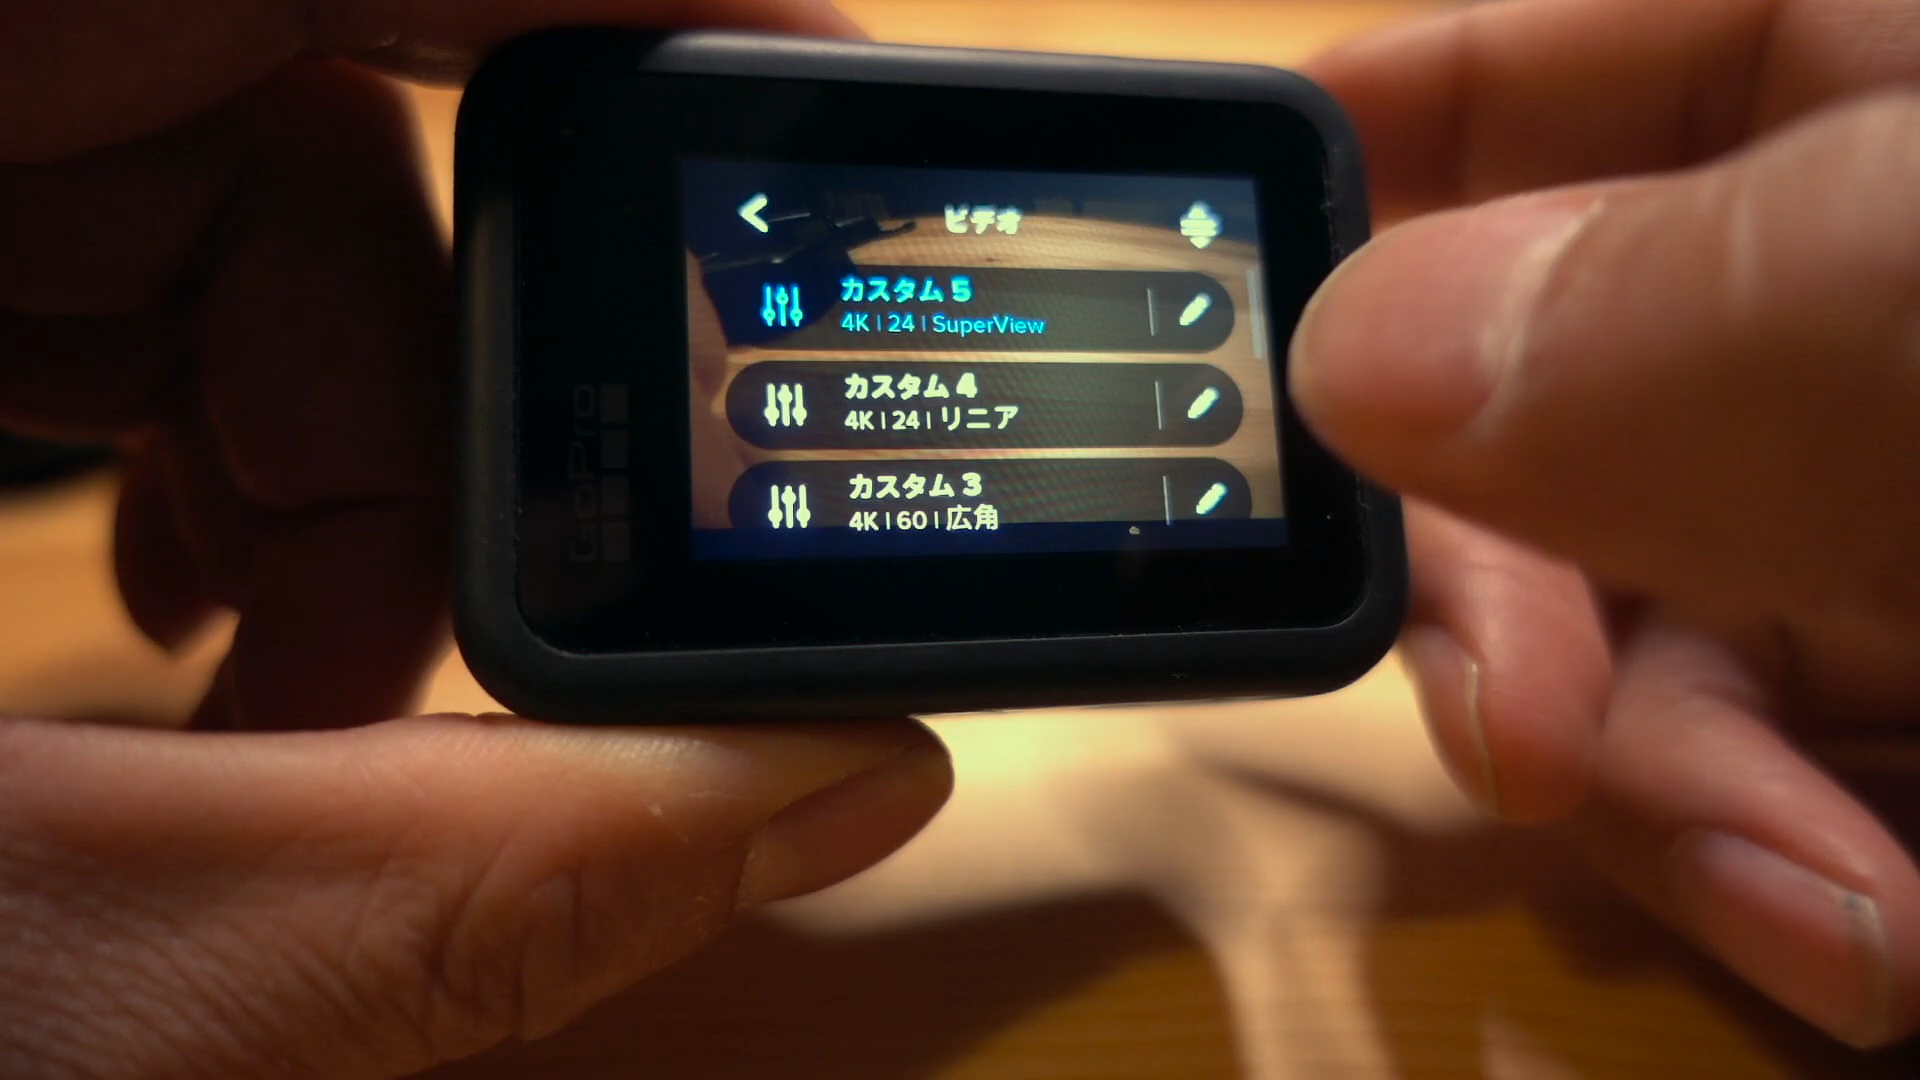 ビデオ
カスタム 5
4K | 24 | SuperView
カスタム 4
4K | 24 | リニア
カスタム 3
4K | 60 | 広角
GoPro